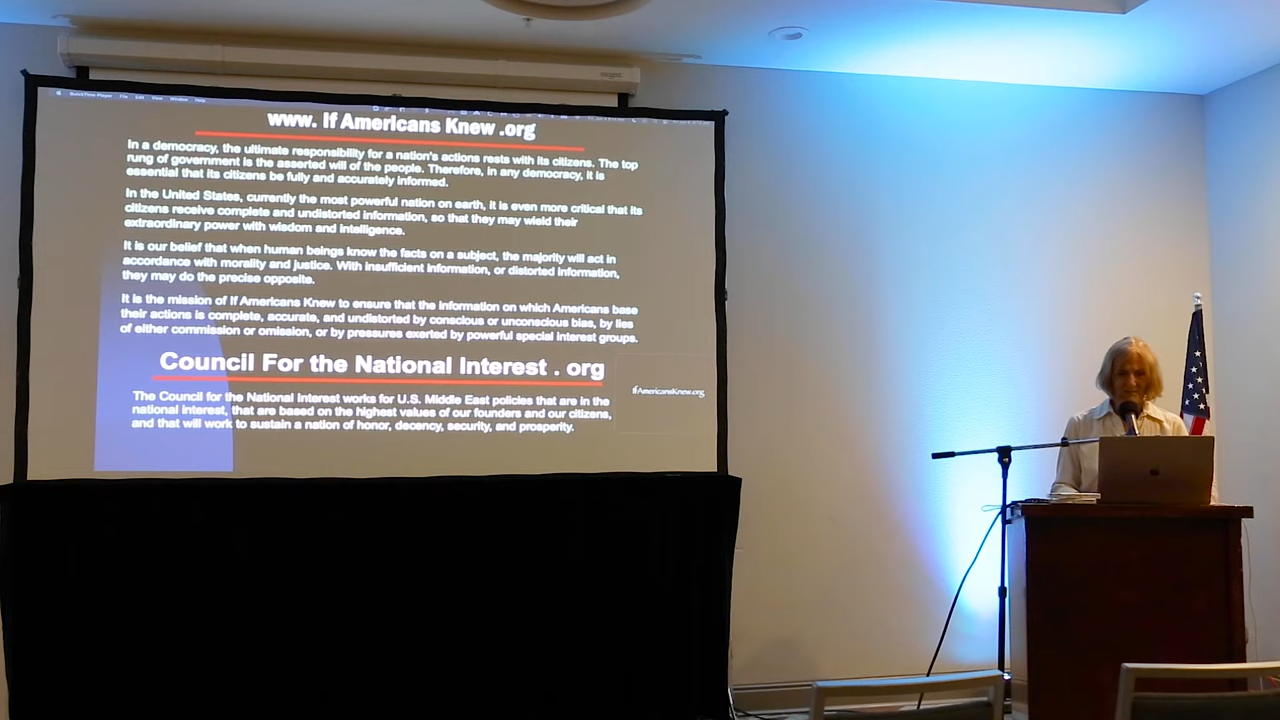 QuickTime Player File Edit View Window Help
www. If Americans Knew .org
In a democracy, the ultimate responsibility for a nation's actions rests with its citizens. The top
rung of government is the asserted will of the people. Therefore, in any democracy, it is
essential that its citizens be fully and accurately informed.
In the United States, currently the most powerful nation on earth, it is even more critical that its
citizens receive complete and undistorted information, so that they may wield their
extraordinary power with wisdom and intelligence.
It is our belief that when human beings know the facts on a subject, the majority will act in
accordance with morality and justice. With insufficient information, or distorted information,
they may do the precise opposite.
It is the mission of If Americans Knew to ensure that the information on which Americans base
their actions is complete, accurate, and undistorted by conscious or unconscious bias, by lies
of either commission or omission, or by pressures exerted by powerful special interest groups.
Council For the National Interest . org
IfAmericansKnew.org
The Council for the National Interest works for U.S. Middle East policies that are in the
national interest, that are based on the highest values of our founders and our citizens,
and that will work to sustain a nation of honor, decency, security, and prosperity.